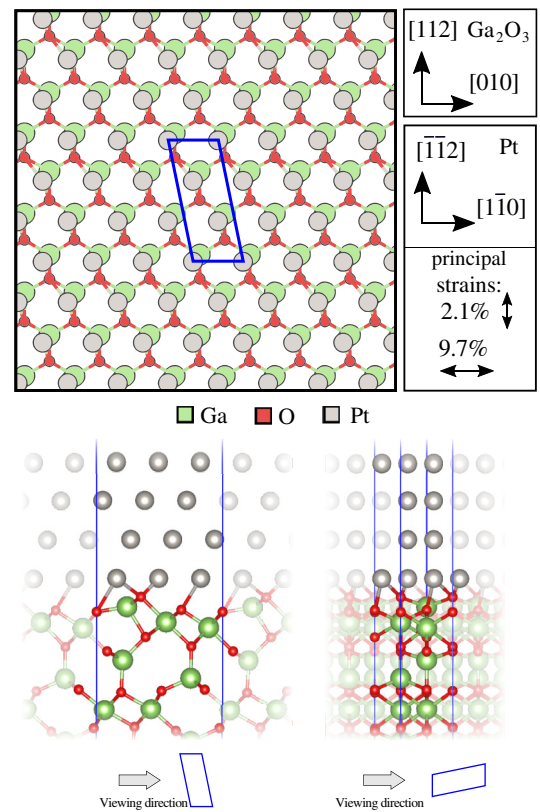 [112] Ga₂O₃
[010]
[1̅1̅2] Pt
[11̅0]
principal
strains:
2.1%
9.7%
Ga O Pt
Viewing direction
Viewing direction